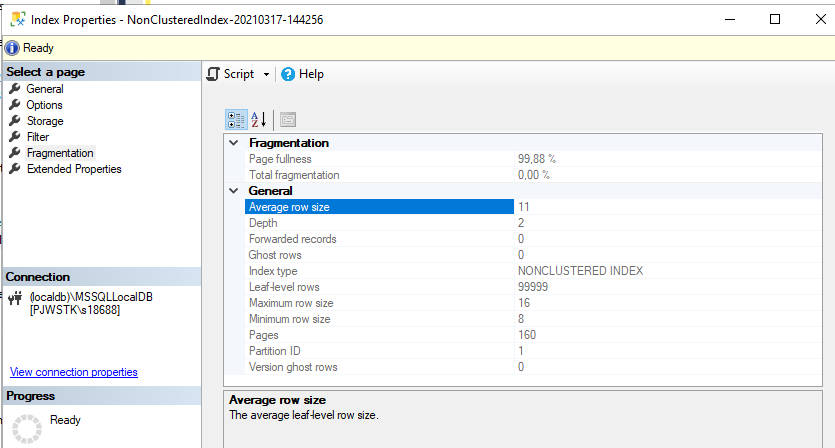 Index Properties - NonClusteredIndex-20210317-144256
Ready
Select a page
General
Options
Storage
Filter
Fragmentation
Extended Properties
Connection
(localdb)\MSSQLLocalDB
[PJWSTK\s18688]
View connection properties
Progress
Ready
Script
Help
Fragmentation
Page fullness 99,88 %
Total fragmentation 0,00 %
General
Average row size 11
Depth 2
Forwarded records 0
Ghost rows 0
Index type NONCLUSTERED INDEX
Leaf-level rows 99999
Maximum row size 16
Minimum row size 8
Pages 160
Partition ID 1
Version ghost rows 0
Average row size
The average leaf-level row size.